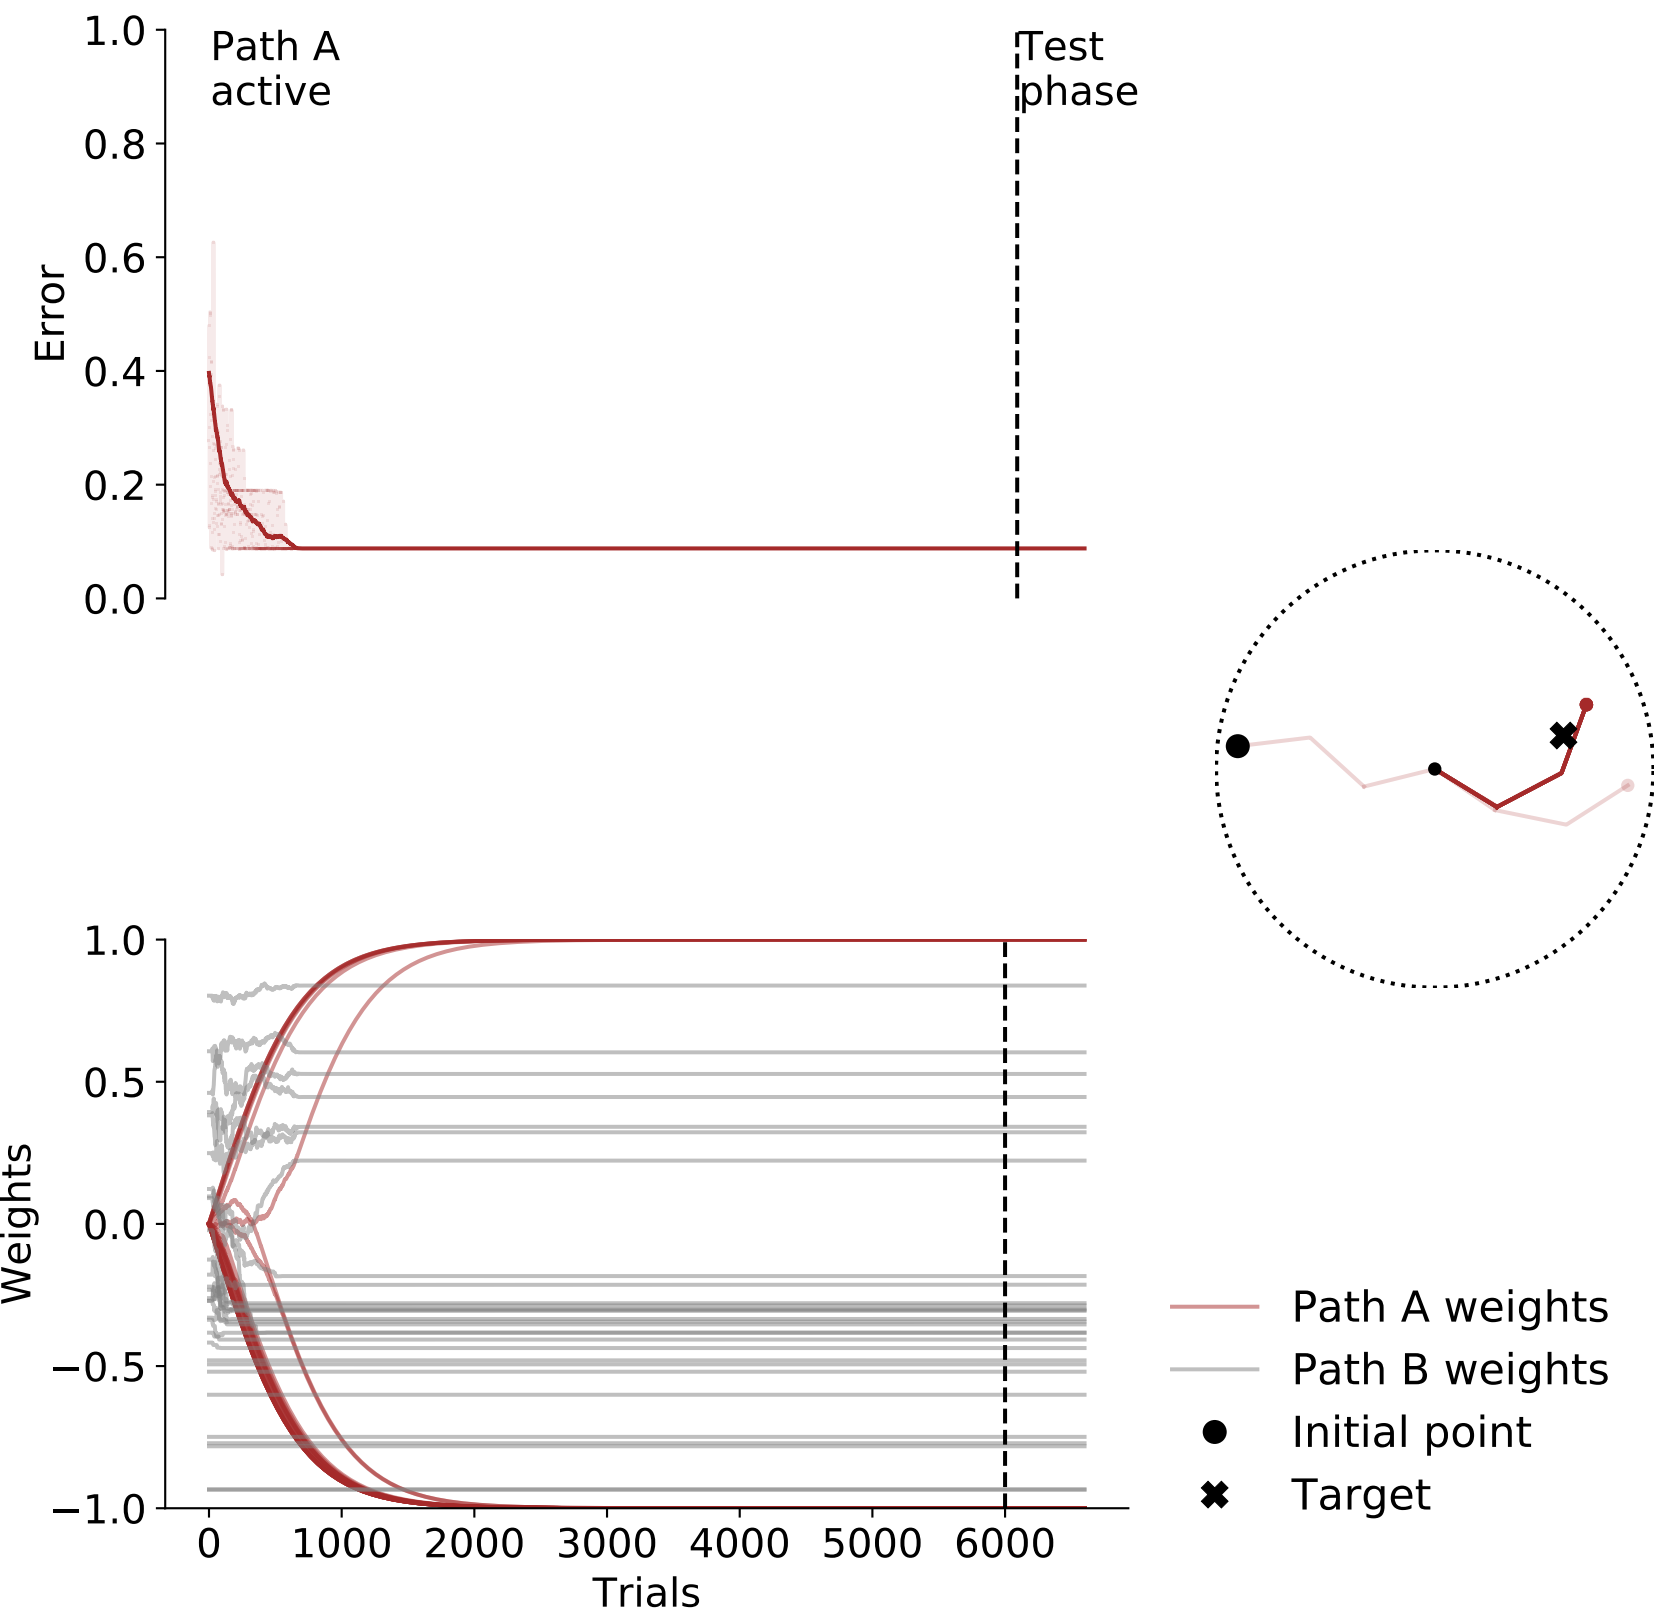 1.0
0.8
0.6
0.4
0.2
0.0
Error
Path A
active
Test
phase
1.0
0.5
0.0
−0.5
−1.0
Weights
0 1000 2000 3000 4000 5000 6000
Trials
Path A weights
Path B weights
Initial point
Target